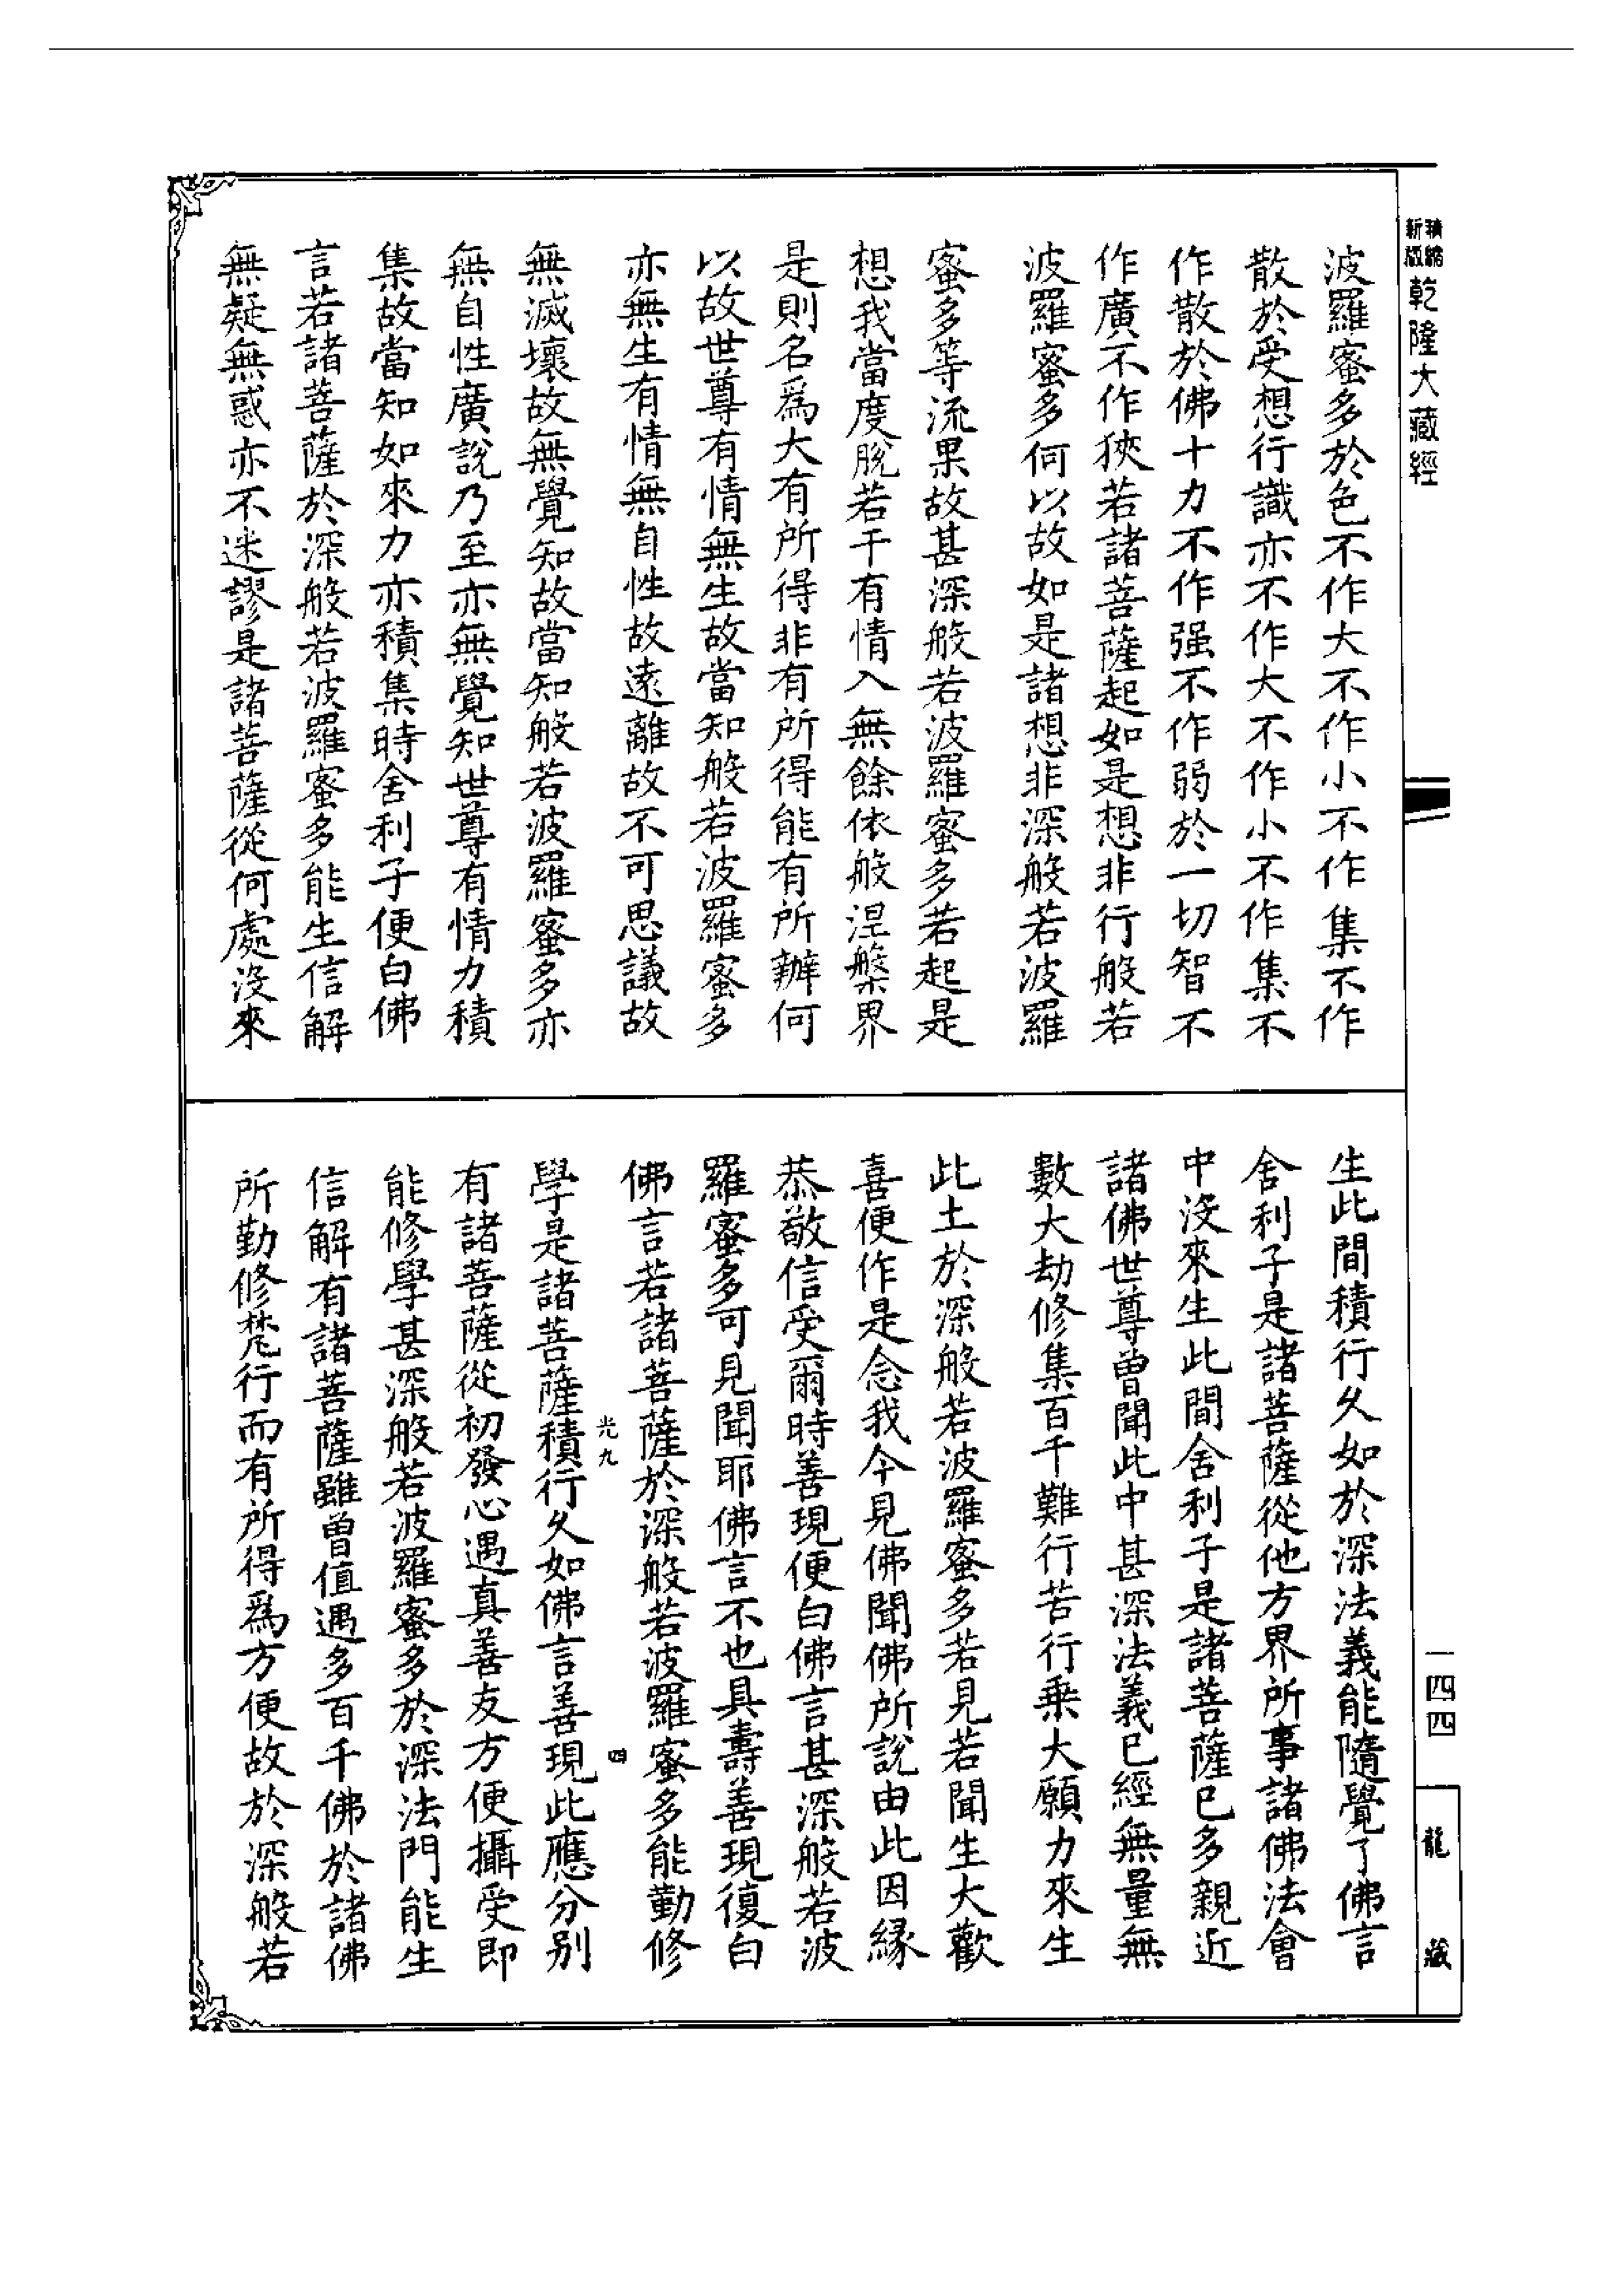 精編新版
乾隆大藏經
波羅蜜多於色不作大不作小不作集不作
散於受想行識亦不作大不作小不作集不
作散於佛十力不作强不作弱於一切智不
作廣不作狹若諸菩薩起如是想非行般若
波羅蜜多何以故如是諸想非深般若波羅
蜜多等流果故甚深般若波羅蜜多若起是
想我當度脫若干有情入無餘依般涅槃界
是則名爲大有所得非有所得能有所辦何
以故世尊有情無生故當知般若波羅蜜多
亦無生有情無自性故遠離故不可思議故
無滅壞故無覺知故當知般若波羅蜜多亦
無自性廣說乃至亦無覺知世尊有情力積
集故當知如來力亦積集時舍利子便白佛
言若諸菩薩於深般若波羅蜜多能生信解
無疑無惑亦不迷謬是諸菩薩從何處沒來
生此間積行久如於深法義能隨覺了佛言
舍利子是諸菩薩從他方界所事諸佛法會
中沒來生此間舍利子是諸菩薩已多親近
諸佛世尊曾聞此中甚深法義已經無量無
數大劫修集百千難行苦行乘大願力來生
此土於深般若波羅蜜多若見若聞生大歡
喜便作是念我今見佛聞佛所說由此因緣
恭敬信受爾時善現便白佛言甚深般若波
羅蜜多可見聞耶佛言不也具壽善現復白
佛言若諸菩薩於深般若波羅蜜多能勤修
光九
四
學是諸菩薩積行久如佛言善現此應分別
有諸菩薩從初發心遇真善友方便攝受即
能修學甚深般若波羅蜜多於深法門能生
信解有諸菩薩雖曾值遇多百千佛於諸佛
所勤修梵行而有所得爲方便故於深般若
一四四
龍藏